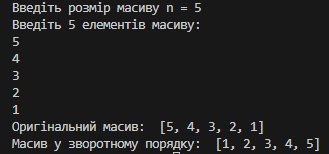 Введіть розмір масиву n = 5
Введіть 5 елементів масиву:
5
4
3
2
1
Оригінальний масив:  [5, 4, 3, 2, 1]
Масив у зворотному порядку:  [1, 2, 3, 4, 5]